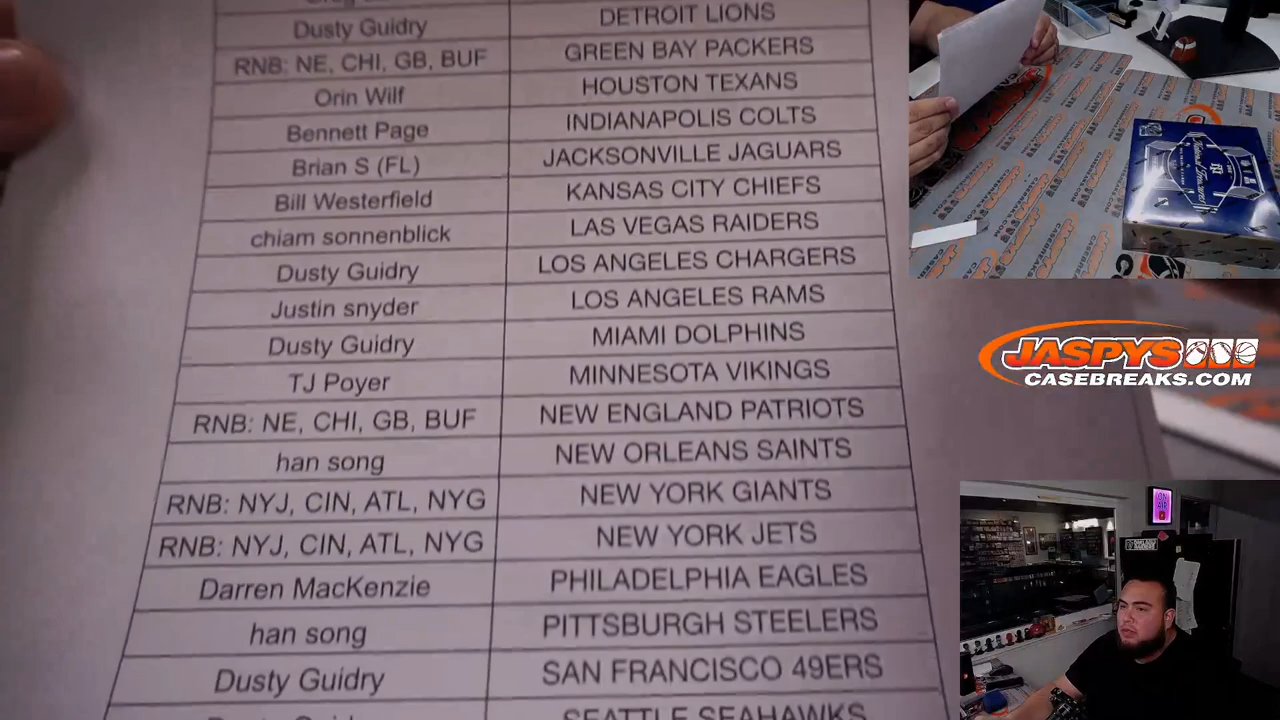 Dusty Guidry DETROIT LIONS
RNB: NE, CHI, GB, BUF GREEN BAY PACKERS
Orin Wilf HOUSTON TEXANS
Bennett Page INDIANAPOLIS COLTS
Brian S (FL) JACKSONVILLE JAGUARS
Bill Westerfield KANSAS CITY CHIEFS
chiam sonnenblick LAS VEGAS RAIDERS
Dusty Guidry LOS ANGELES CHARGERS
Justin snyder LOS ANGELES RAMS
Dusty Guidry MIAMI DOLPHINS
TJ Poyer MINNESOTA VIKINGS
RNB: NE, CHI, GB, BUF NEW ENGLAND PATRIOTS
han song NEW ORLEANS SAINTS
RNB: NYJ, CIN, ATL, NYG NEW YORK GIANTS
RNB: NYJ, CIN, ATL, NYG NEW YORK JETS
Darren MacKenzie PHILADELPHIA EAGLES
han song PITTSBURGH STEELERS
Dusty Guidry SAN FRANCISCO 49ERS
SEATTLE SEAHAWKS
JASPYS
CASEBREAKS.COM
ON
AIR